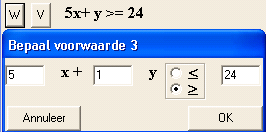 W V 5x+ y >= 24
Bepaal voorwaarde 3
5 x + 1 y ≤ 24
≥
Annuleer OK